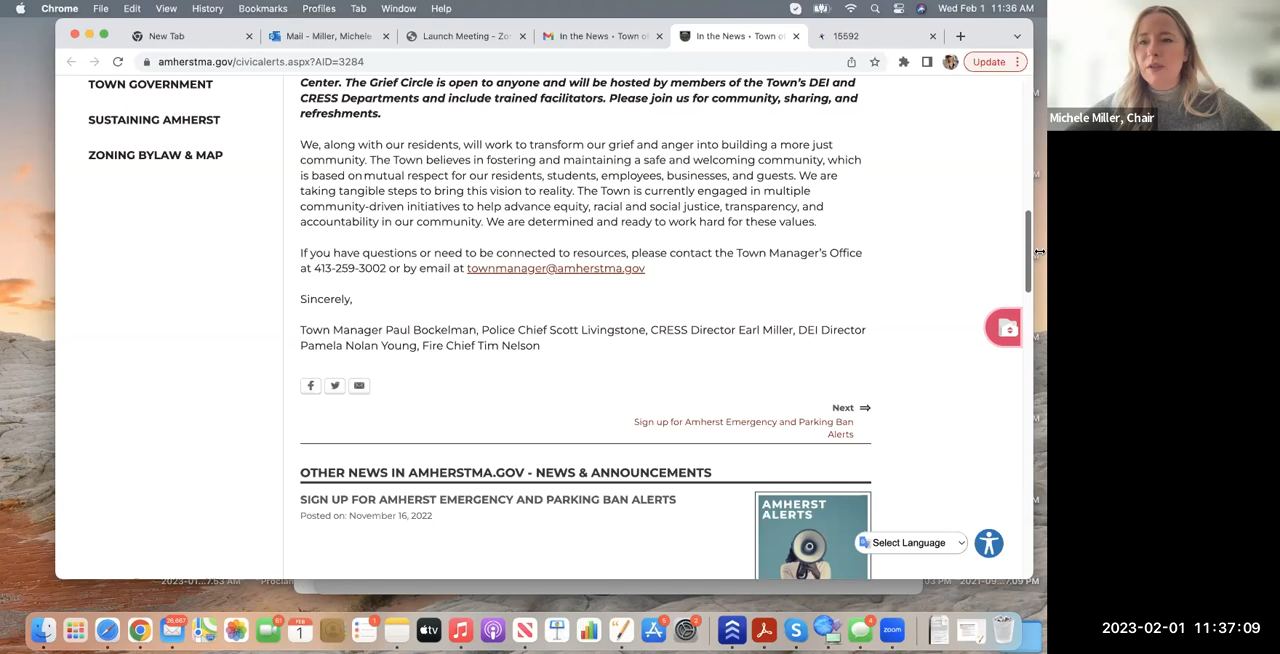 Chrome File Edit View History Bookmarks Profiles Tab Window Help Wed Feb 1 11:36 AM
New Tab Mail - Miller, Michele Launch Meeting - Zo In the News • Town o In the News • Town o 15592
amherstma.gov/civicalerts.aspx?AID=3284 Update
Michele Miller, Chair
TOWN GOVERNMENT
SUSTAINING AMHERST
ZONING BYLAW & MAP
Center. The Grief Circle is open to anyone and will be hosted by members of the Town's DEI and
CRESS Departments and include trained facilitators. Please join us for community, sharing, and
refreshments.
We, along with our residents, will work to transform our grief and anger into building a more just
community. The Town believes in fostering and maintaining a safe and welcoming community, which
is based on mutual respect for our residents, students, employees, businesses, and guests. We are
taking tangible steps to bring this vision to reality. The Town is currently engaged in multiple
community-driven initiatives to help advance equity, racial and social justice, transparency, and
accountability in our community. We are determined and ready to work hard for these values.
If you have questions or need to be connected to resources, please contact the Town Manager's Office
at 413-259-3002 or by email at townmanager@amherstma.gov
Sincerely,
Town Manager Paul Bockelman, Police Chief Scott Livingstone, CRESS Director Earl Miller, DEI Director
Pamela Nolan Young, Fire Chief Tim Nelson
Next ⇒
Sign up for Amherst Emergency and Parking Ban
Alerts
OTHER NEWS IN AMHERSTMA.GOV - NEWS & ANNOUNCEMENTS
SIGN UP FOR AMHERST EMERGENCY AND PARKING BAN ALERTS
Posted on: November 16, 2022
AMHERST
ALERTS
Select Language
2023-01...7.53 AM
zoom
2023-02-01 11:37:09